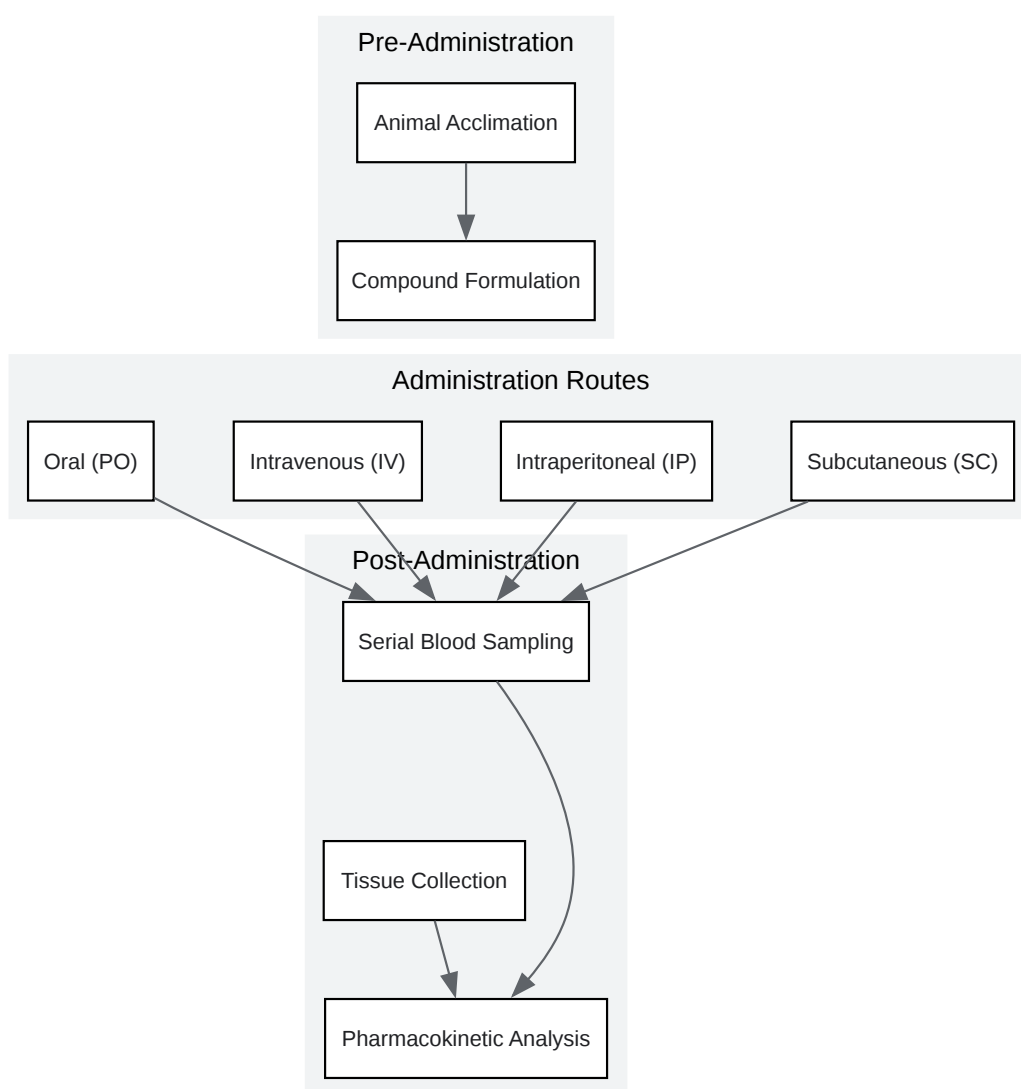 Pre-Administration
Animal Acclimation
Compound Formulation
Administration Routes
Oral (PO)
Intravenous (IV)
Intraperitoneal (IP)
Subcutaneous (SC)
Post-Administration
Serial Blood Sampling
Tissue Collection
Pharmacokinetic Analysis